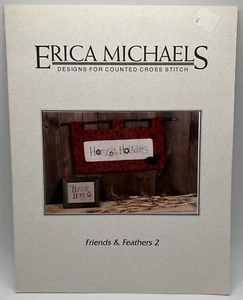 ERICA MICHAELS
DESIGNS FOR COUNTED CROSS STITCH
Friends & Feathers 2